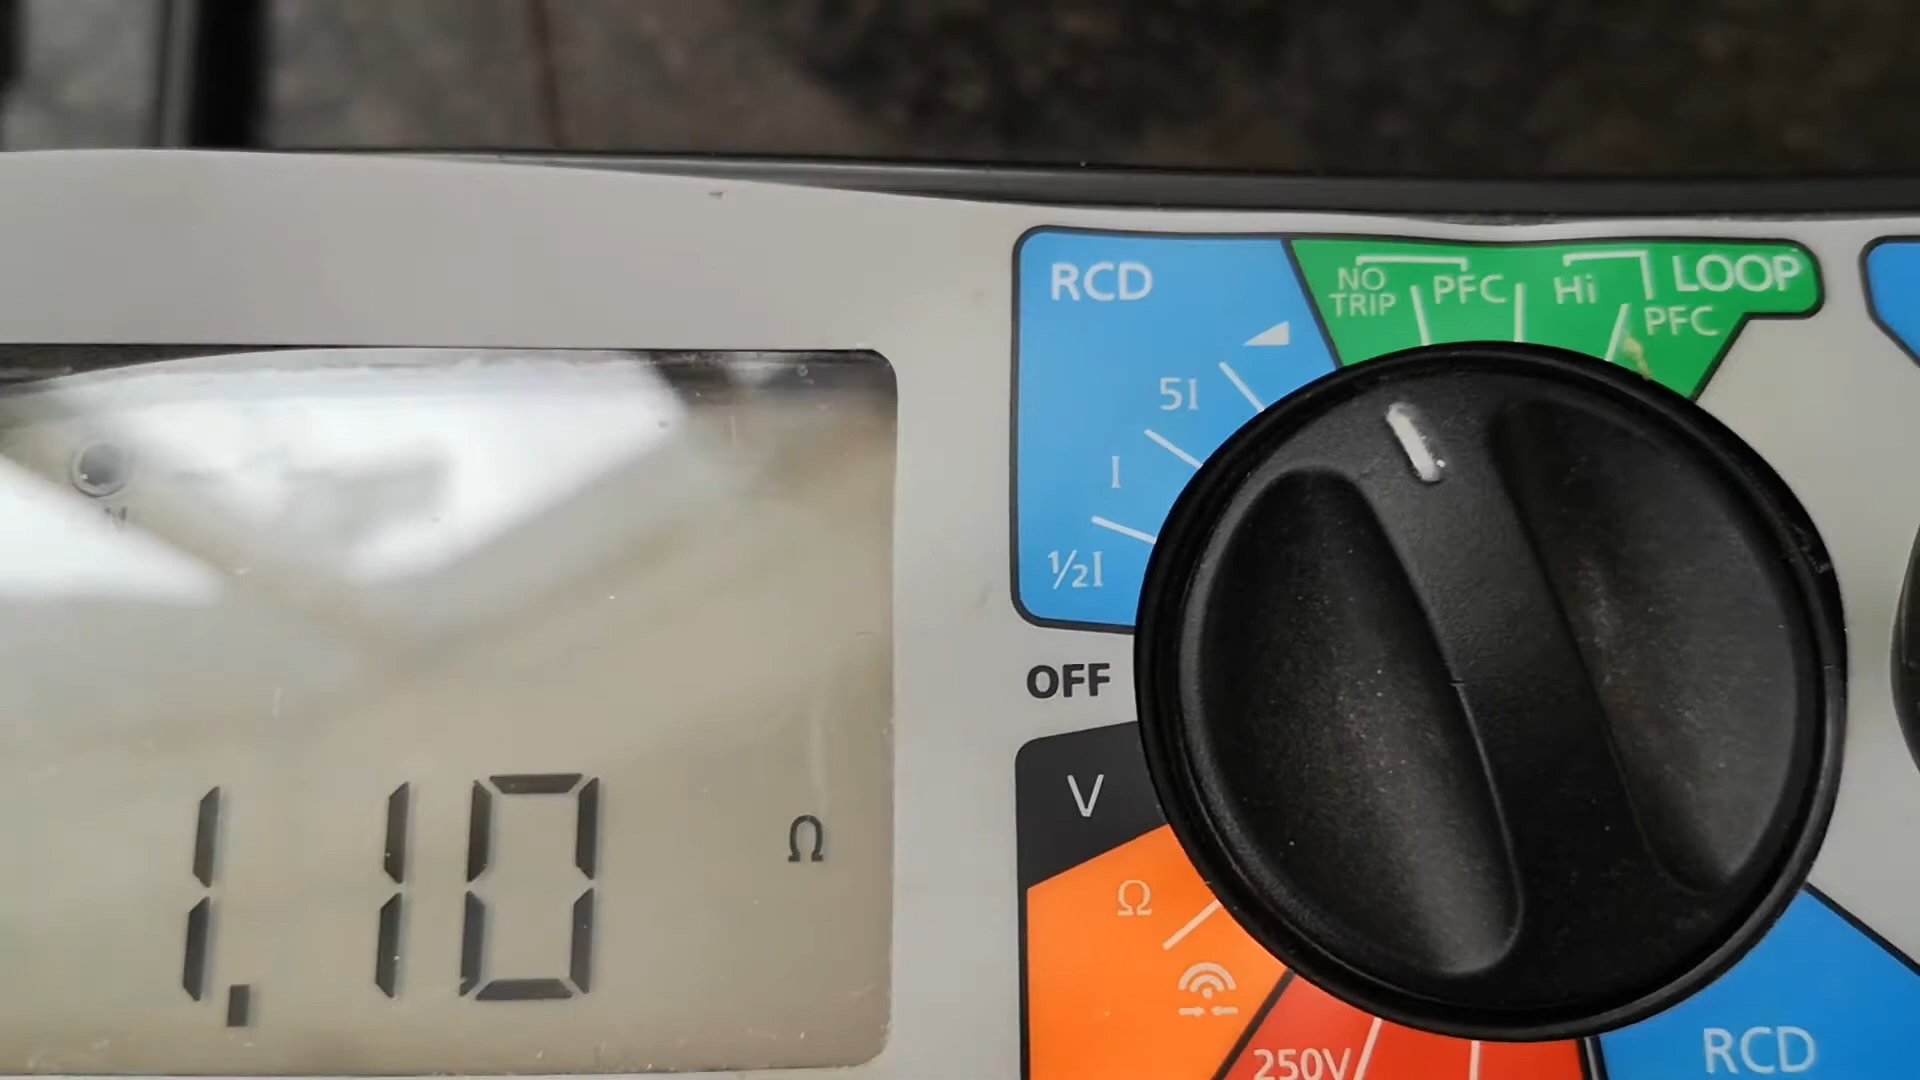 RCD
NO
TRIP
PFC
Hi
LOOP
PFC
5I
I
½I
OFF
V
Ω
1.10 Ω
250V
RCD